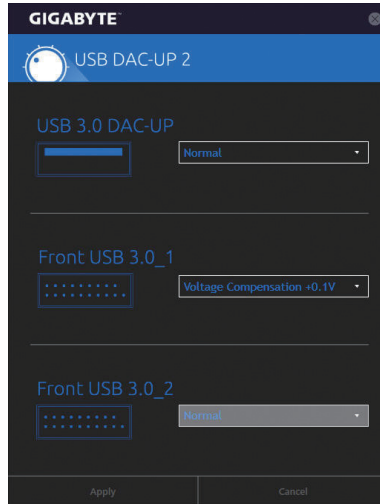 GIGABYTE™
USB DAC-UP 2
USB 3.0 DAC-UP
Normal
Front USB 3.0_1
Voltage Compensation +0.1V
Front USB 3.0_2
Normal
Apply
Cancel